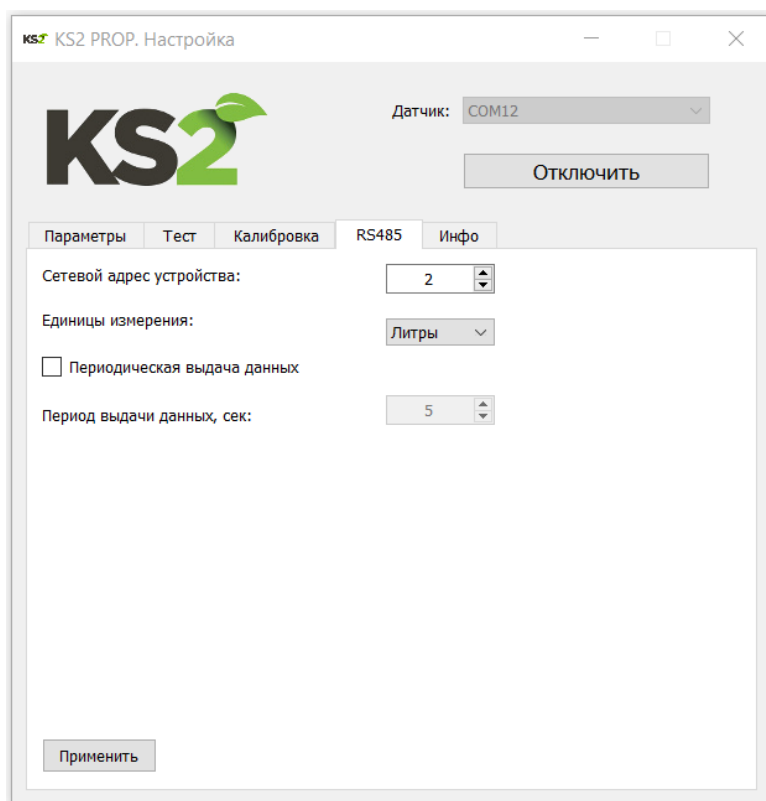 KS2 KS2 PROP. Настройка
KS2
Датчик: COM12
Отключить
Параметры Тест Калибровка RS485 Инфо
Сетевой адрес устройства: 2
Единицы измерения: Литры
Периодическая выдача данных
Период выдачи данных, сек: 5
Применить